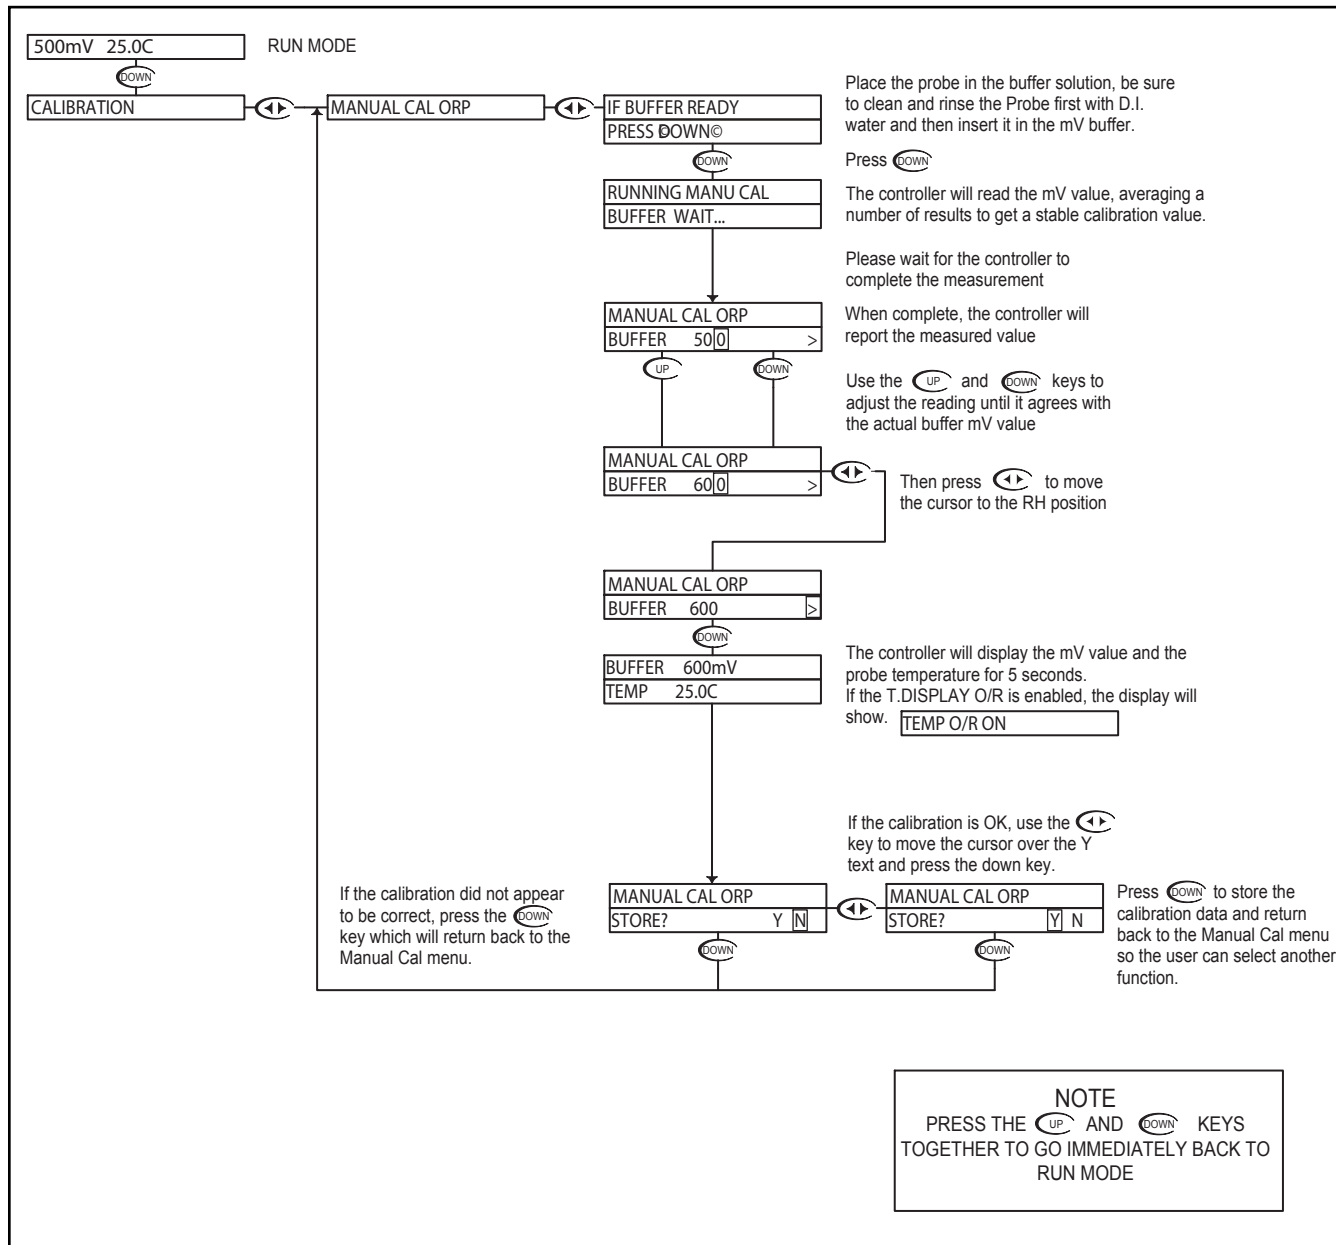 500mV 25.0C
RUN MODE
DOWN
CALIBRATION
MANUAL CAL ORP
IF BUFFER READY
PRESS ©DOWN©
Place the probe in the buffer solution, be sure
to clean and rinse the Probe first with D.I.
water and then insert it in the mV buffer.
DOWN
Press DOWN
RUNNING MANU CAL
BUFFER WAIT...
The controller will read the mV value, averaging a
number of results to get a stable calibration value.
Please wait for the controller to
complete the measurement
MANUAL CAL ORP
BUFFER 500 >
When complete, the controller will
report the measured value
UP
DOWN
Use the UP and DOWN keys to
adjust the reading until it agrees with
the actual buffer mV value
MANUAL CAL ORP
BUFFER 600 >
Then press to move
the cursor to the RH position
MANUAL CAL ORP
BUFFER 600 >
DOWN
BUFFER 600mV
TEMP 25.0C
The controller will display the mV value and the
probe temperature for 5 seconds.
If the T.DISPLAY O/R is enabled, the display will
show. TEMP O/R ON
If the calibration is OK, use the
key to move the cursor over the Y
text and press the down key.
If the calibration did not appear
to be correct, press the DOWN
key which will return back to the
Manual Cal menu.
MANUAL CAL ORP
STORE? Y N
DOWN
MANUAL CAL ORP
STORE? Y N
DOWN
Press DOWN to store the
calibration data and return
back to the Manual Cal menu
so the user can select another
function.
NOTE
PRESS THE UP AND DOWN KEYS
TOGETHER TO GO IMMEDIATELY BACK TO
RUN MODE